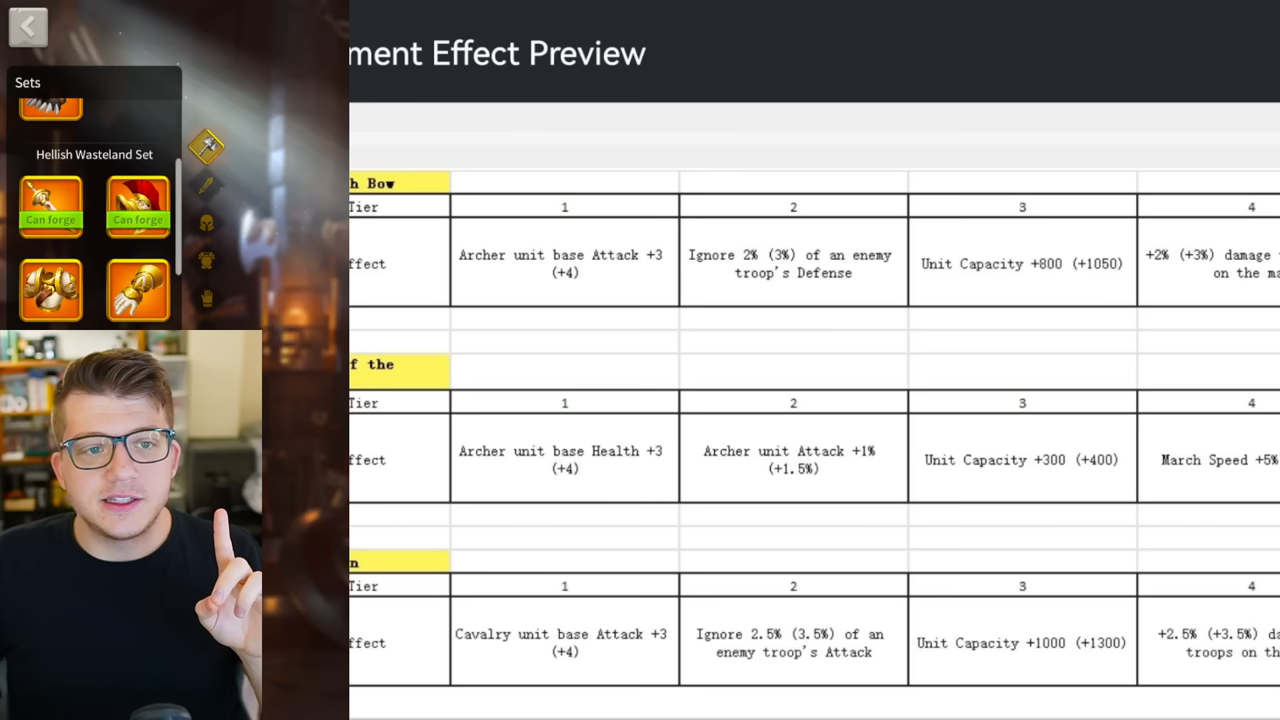 ment Effect Preview
Sets
Hellish Wasteland Set
Can forge
Can forge
h Bow
Tier
1
2
3
4
ffect
Archer unit base Attack +3
(+4)
Ignore 2% (3%) of an enemy
troop's Defense
Unit Capacity +800 (+1050)
+2% (+3%) damage
on the ma
f the
Tier
1
2
3
4
ffect
Archer unit base Health +3
(+4)
Archer unit Attack +1%
(+1.5%)
Unit Capacity +300 (+400)
March Speed +5%
n
Tier
1
2
3
4
ffect
Cavalry unit base Attack +3
(+4)
Ignore 2.5% (3.5%) of an
enemy troop's Attack
Unit Capacity +1000 (+1300)
+2.5% (+3.5%) da
troops on th